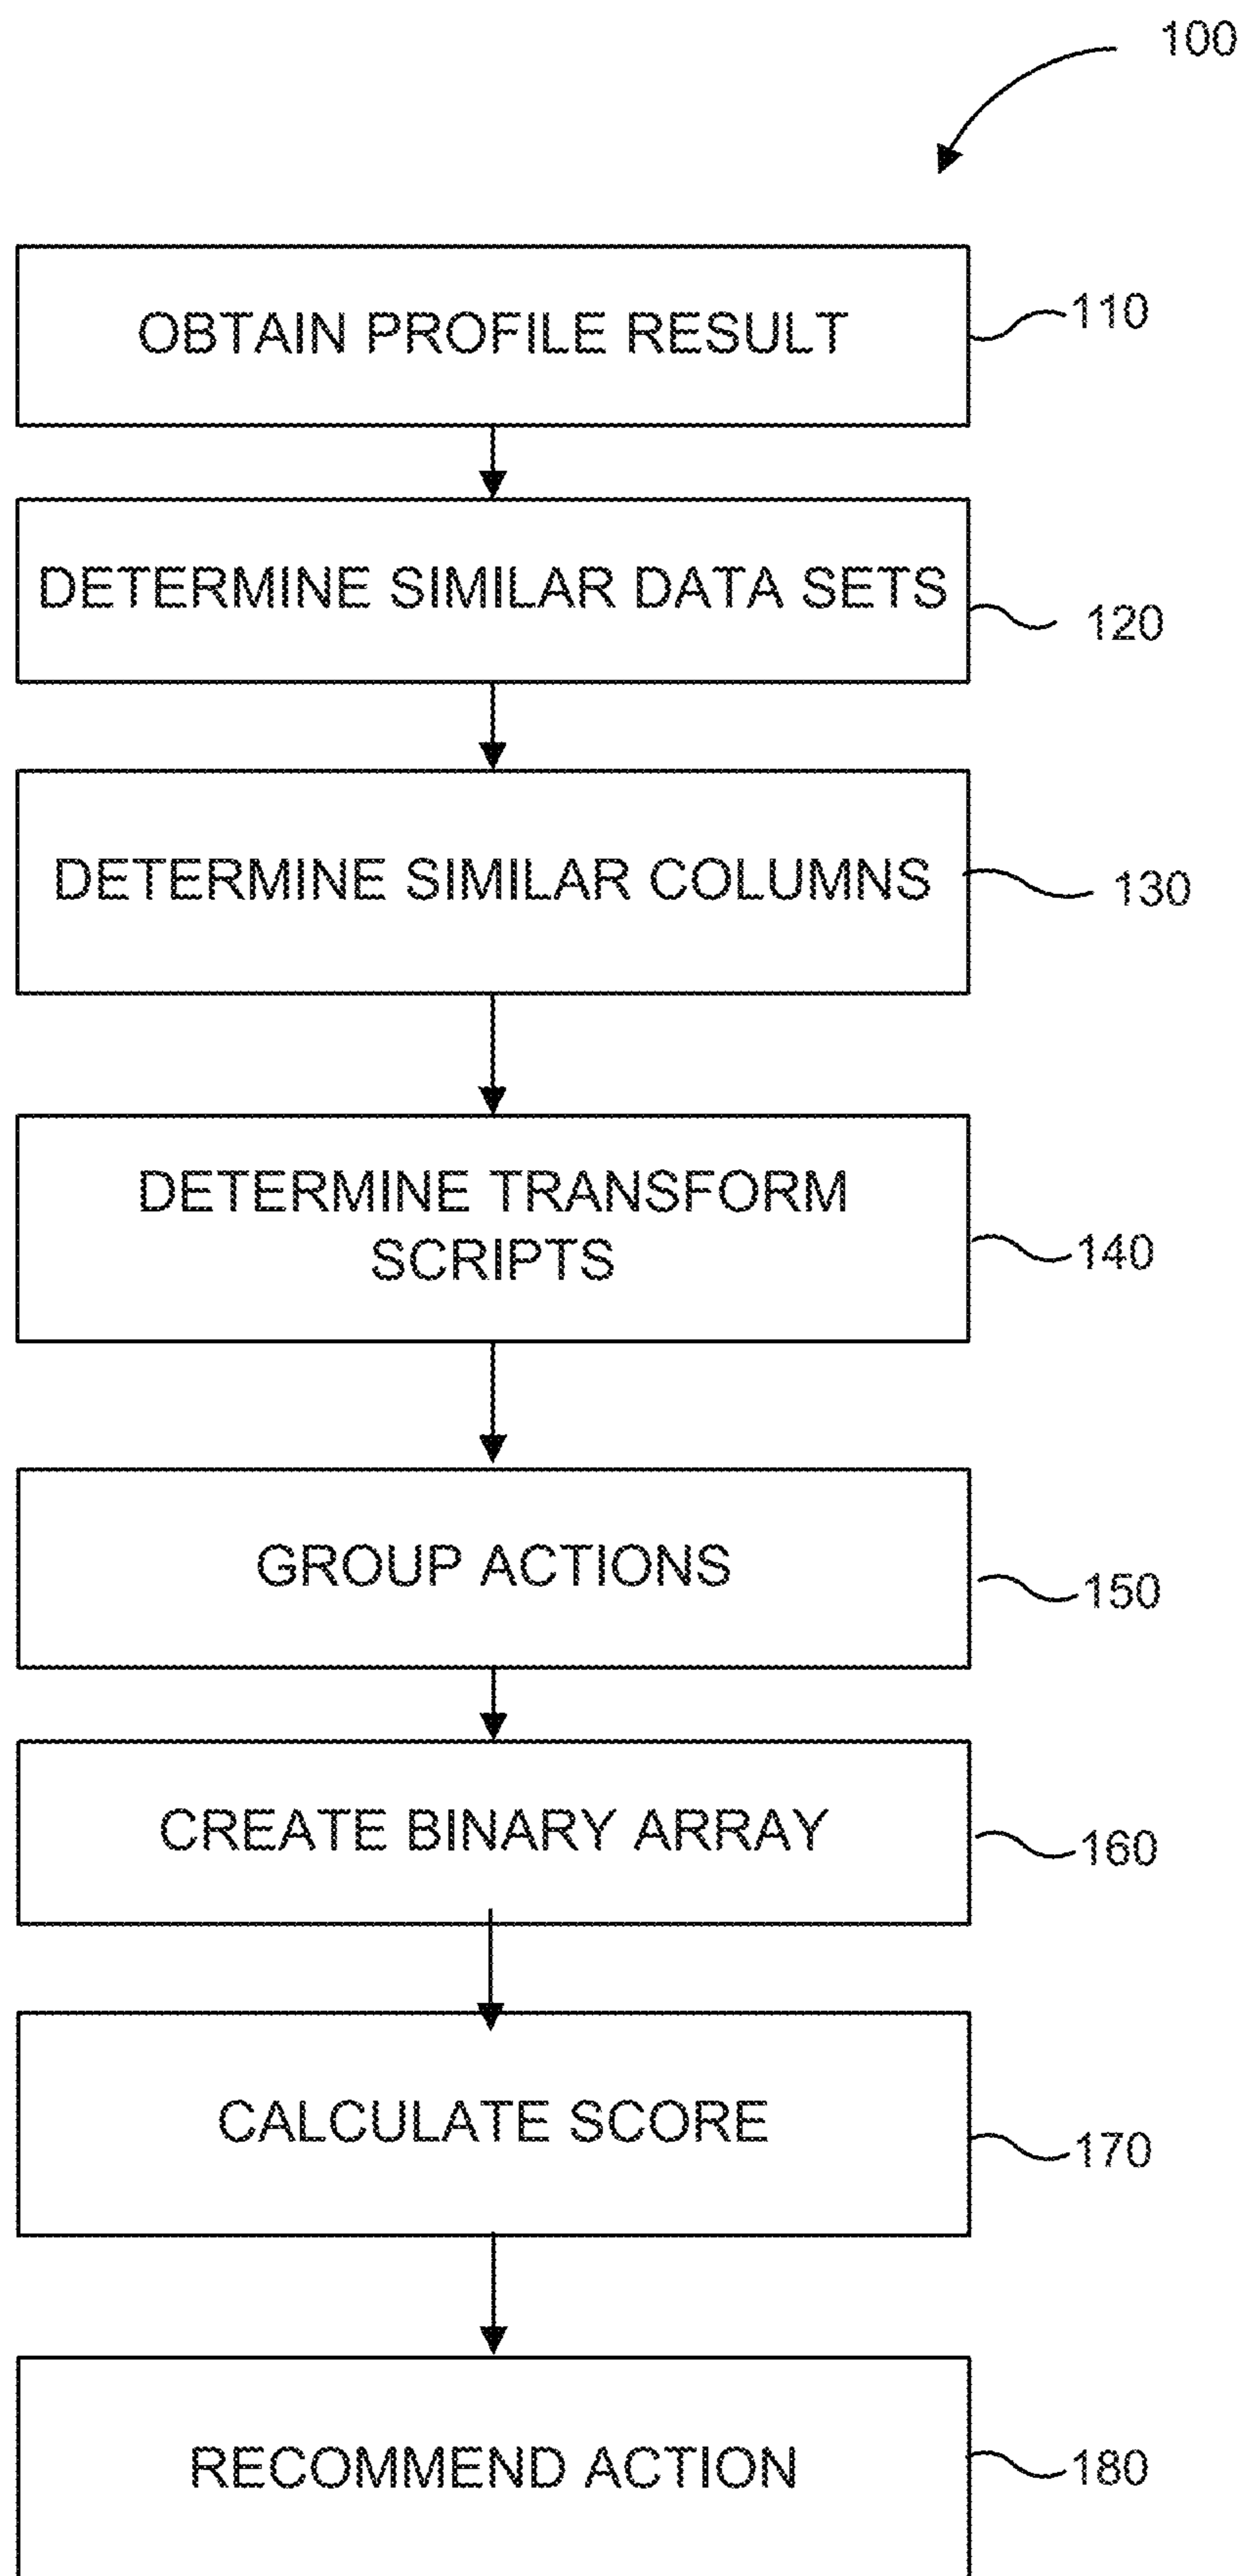 100
OBTAIN PROFILE RESULT
110
DETERMINE SIMILAR DATA SETS
120
DETERMINE SIMILAR COLUMNS
130
DETERMINE TRANSFORM
SCRIPTS
140
GROUP ACTIONS
150
CREATE BINARY ARRAY
160
CALCULATE SCORE
170
RECOMMEND ACTION
180